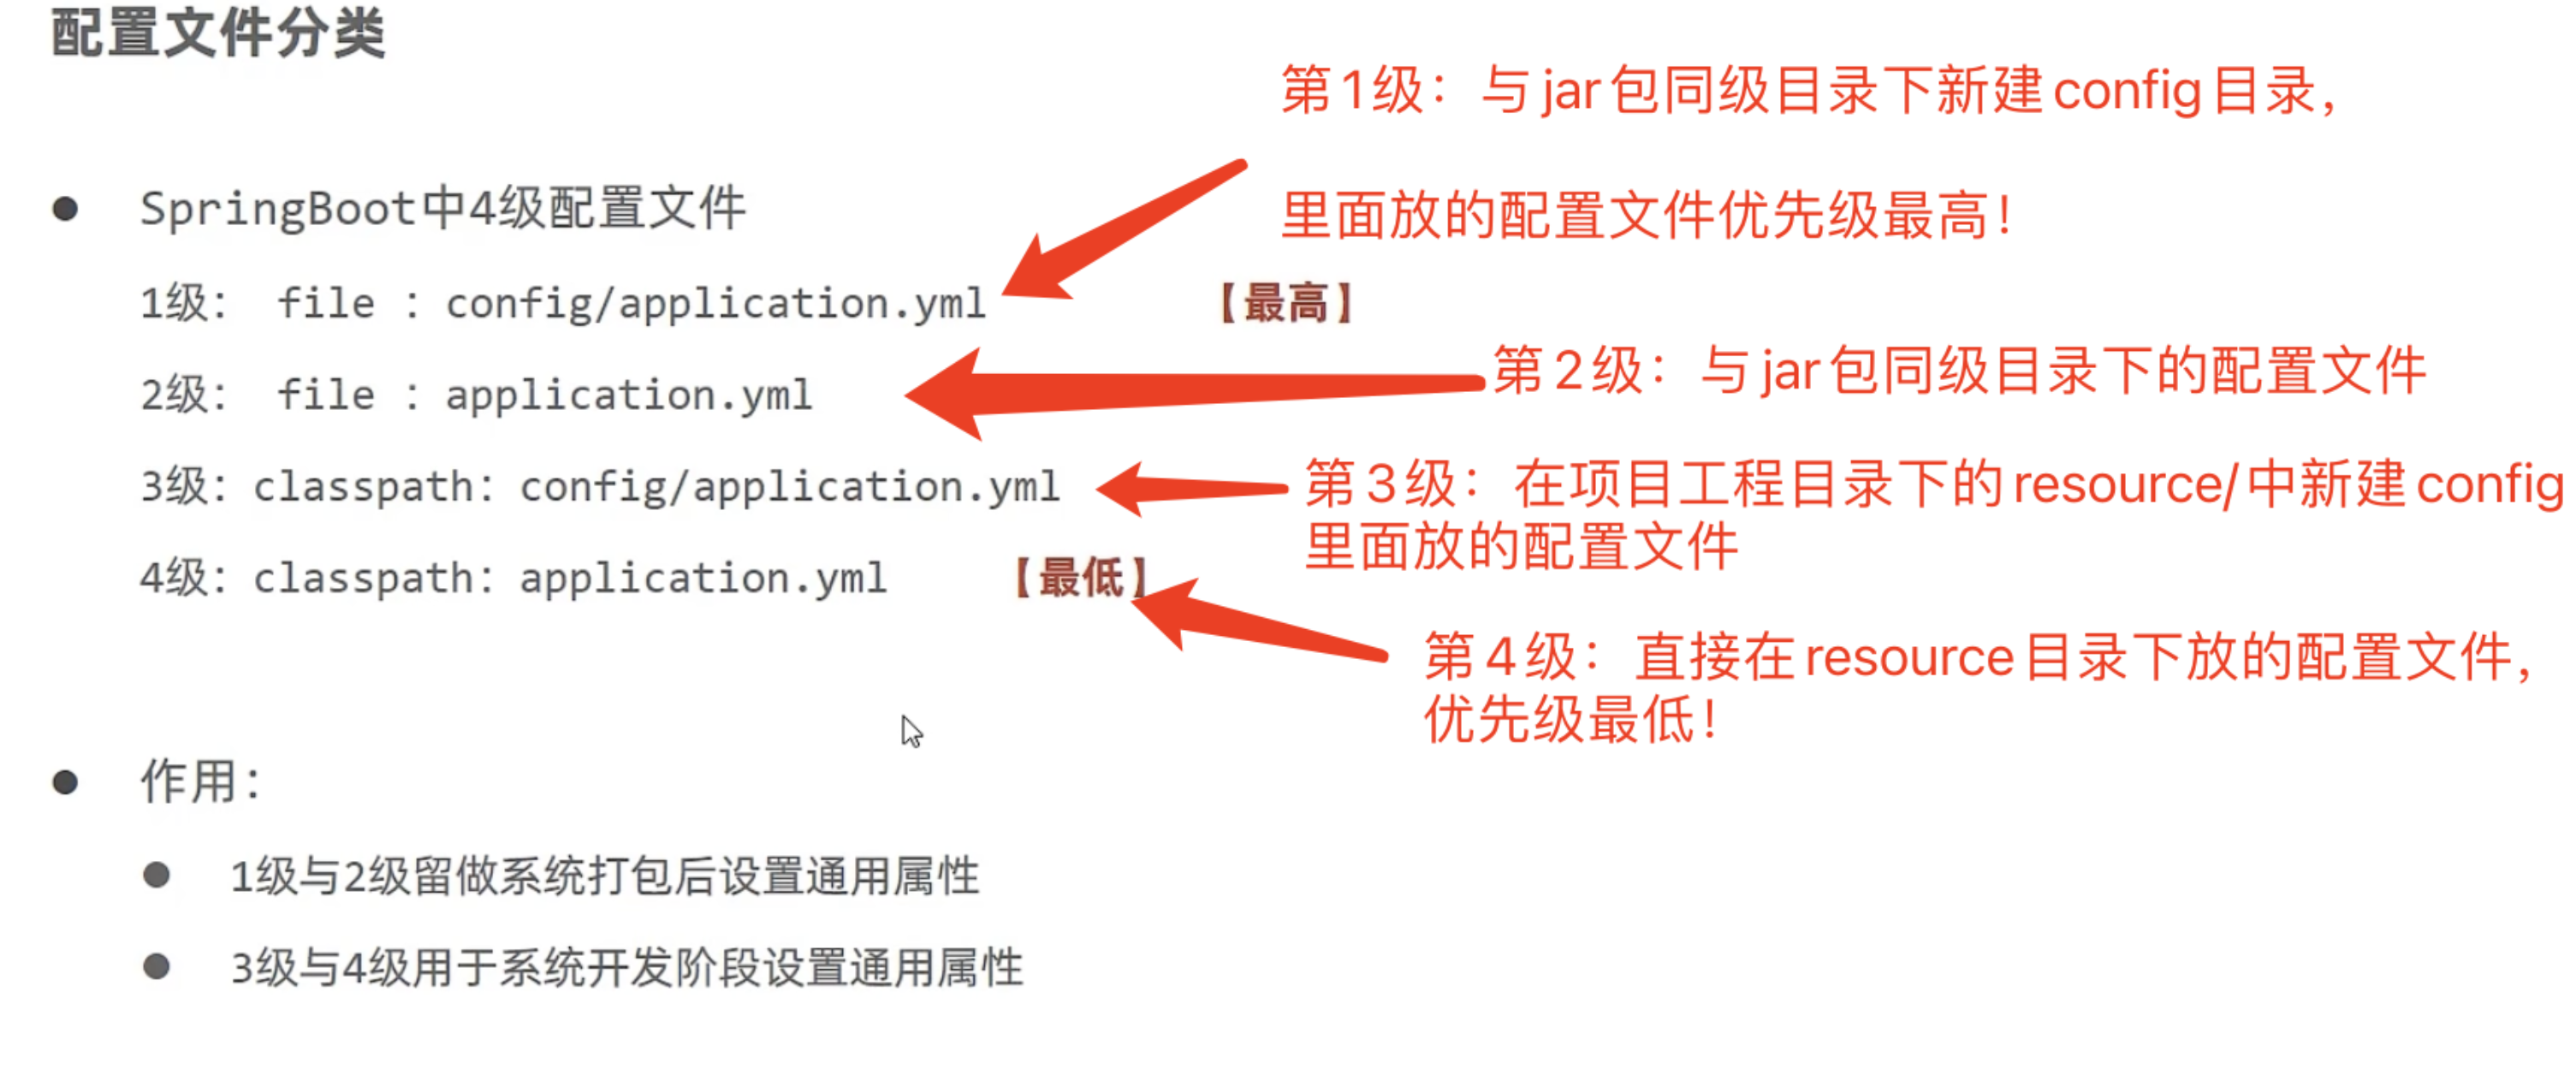 配置文件分类
第1级：与jar包同级目录下新建config目录，
里面放的配置文件优先级最高！
SpringBoot中4级配置文件
1级： file ：config/application.yml 【最高】
2级： file ：application.yml
第2级：与jar包同级目录下的配置文件
3级：classpath：config/application.yml
第3级：在项目工程目录下的resource/中新建config
里面放的配置文件
4级：classpath：application.yml 【最低】
第4级：直接在resource目录下放的配置文件，
优先级最低！
作用：
1级与2级留做系统打包后设置通用属性
3级与4级用于系统开发阶段设置通用属性